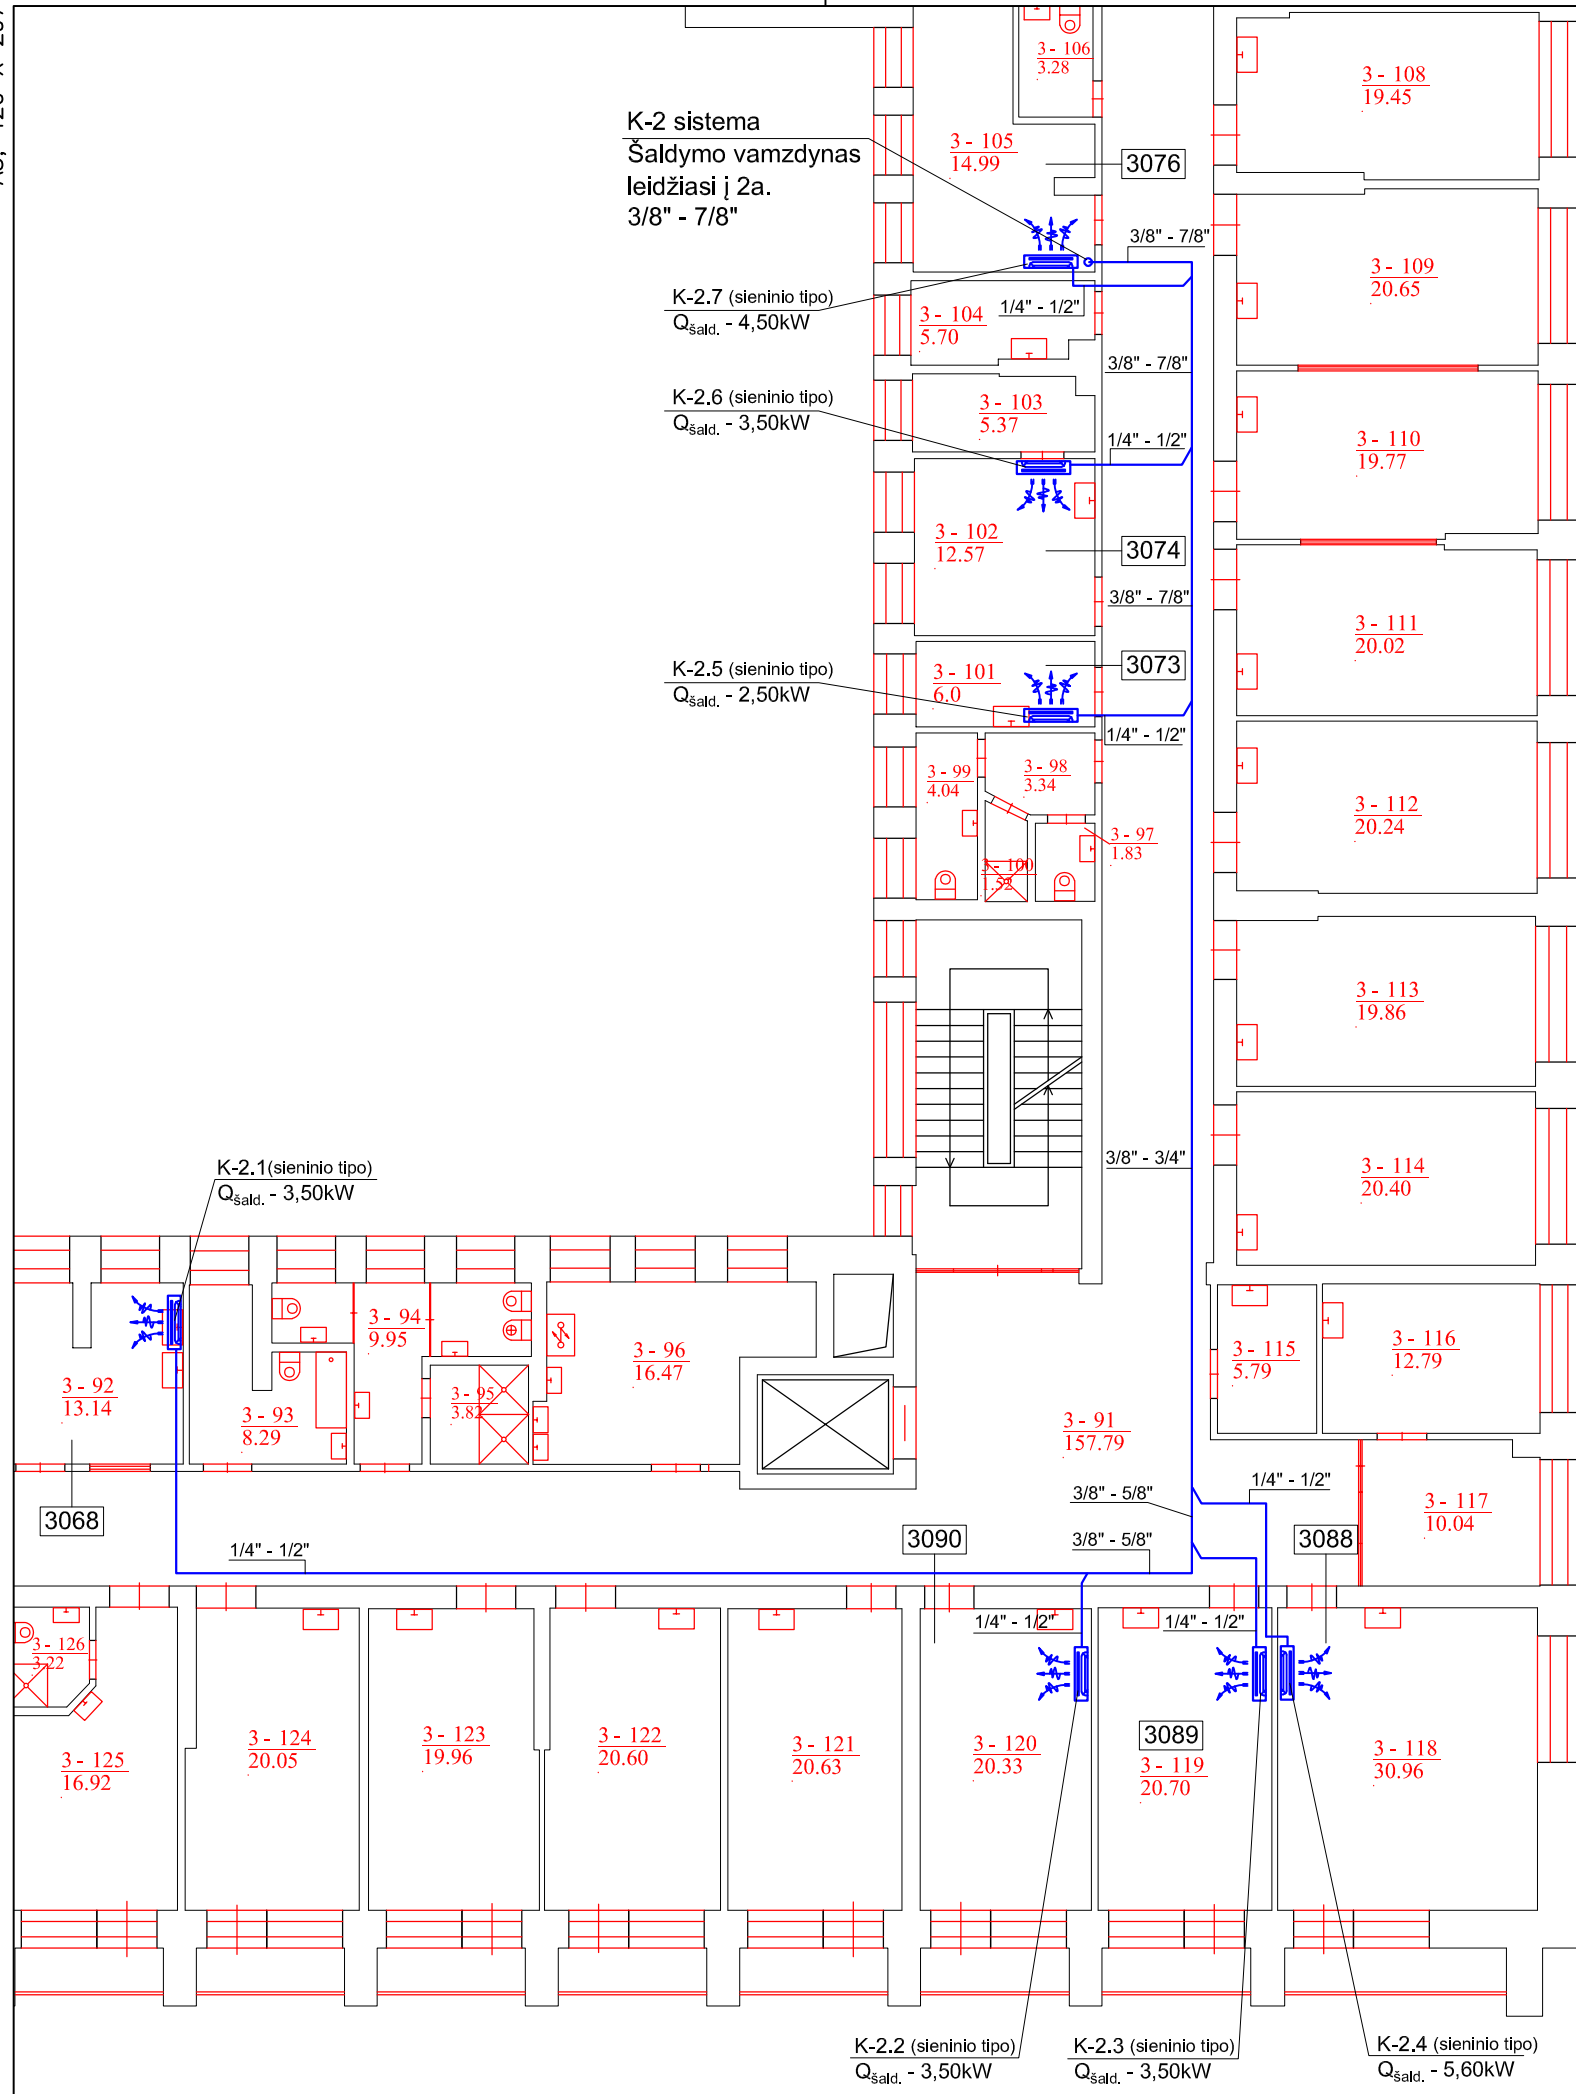 3 - 106
3.28
3 - 108
19.45
K-2 sistema
Šaldymo vamzdynas
leidžiasi į 2a.
3/8" - 7/8"
3 - 105
14.99
3076
3/8" - 7/8"
3 - 109
20.65
K-2.7 (sieninio tipo)
Qšald. - 4,50kW
3 - 104
5.70
1/4" - 1/2"
3/8" - 7/8"
K-2.6 (sieninio tipo)
Qšald. - 3,50kW
3 - 103
5.37
1/4" - 1/2"
3 - 110
19.77
3 - 102
12.57
3074
3/8" - 7/8"
3 - 111
20.02
K-2.5 (sieninio tipo)
Qšald. - 2,50kW
3 - 101
6.0
3073
1/4" - 1/2"
3 - 99
4.04
3 - 98
3.34
3 - 112
20.24
3 - 97
1.83
3 - 100
1.52
3 - 113
19.86
3/8" - 3/4"
3 - 114
20.40
K-2.1(sieninio tipo)
Qšald. - 3,50kW
3 - 94
9.95
3 - 96
16.47
3 - 115
5.79
3 - 116
12.79
3 - 92
13.14
3 - 95
3.82
3 - 93
8.29
3 - 91
157.79
3068
3/8" - 5/8"
1/4" - 1/2"
3 - 117
10.04
1/4" - 1/2"
3090
3/8" - 5/8"
3088
3 - 126
3.22
1/4" - 1/2"
1/4" - 1/2"
3 - 125
16.92
3 - 124
20.05
3 - 123
19.96
3 - 122
20.60
3 - 121
20.63
3 - 120
20.33
3089
3 - 119
20.70
3 - 118
30.96
K-2.2 (sieninio tipo)
Qšald. - 3,50kW
K-2.3 (sieninio tipo)
Qšald. - 3,50kW
K-2.4 (sieninio tipo)
Qšald. - 5,60kW